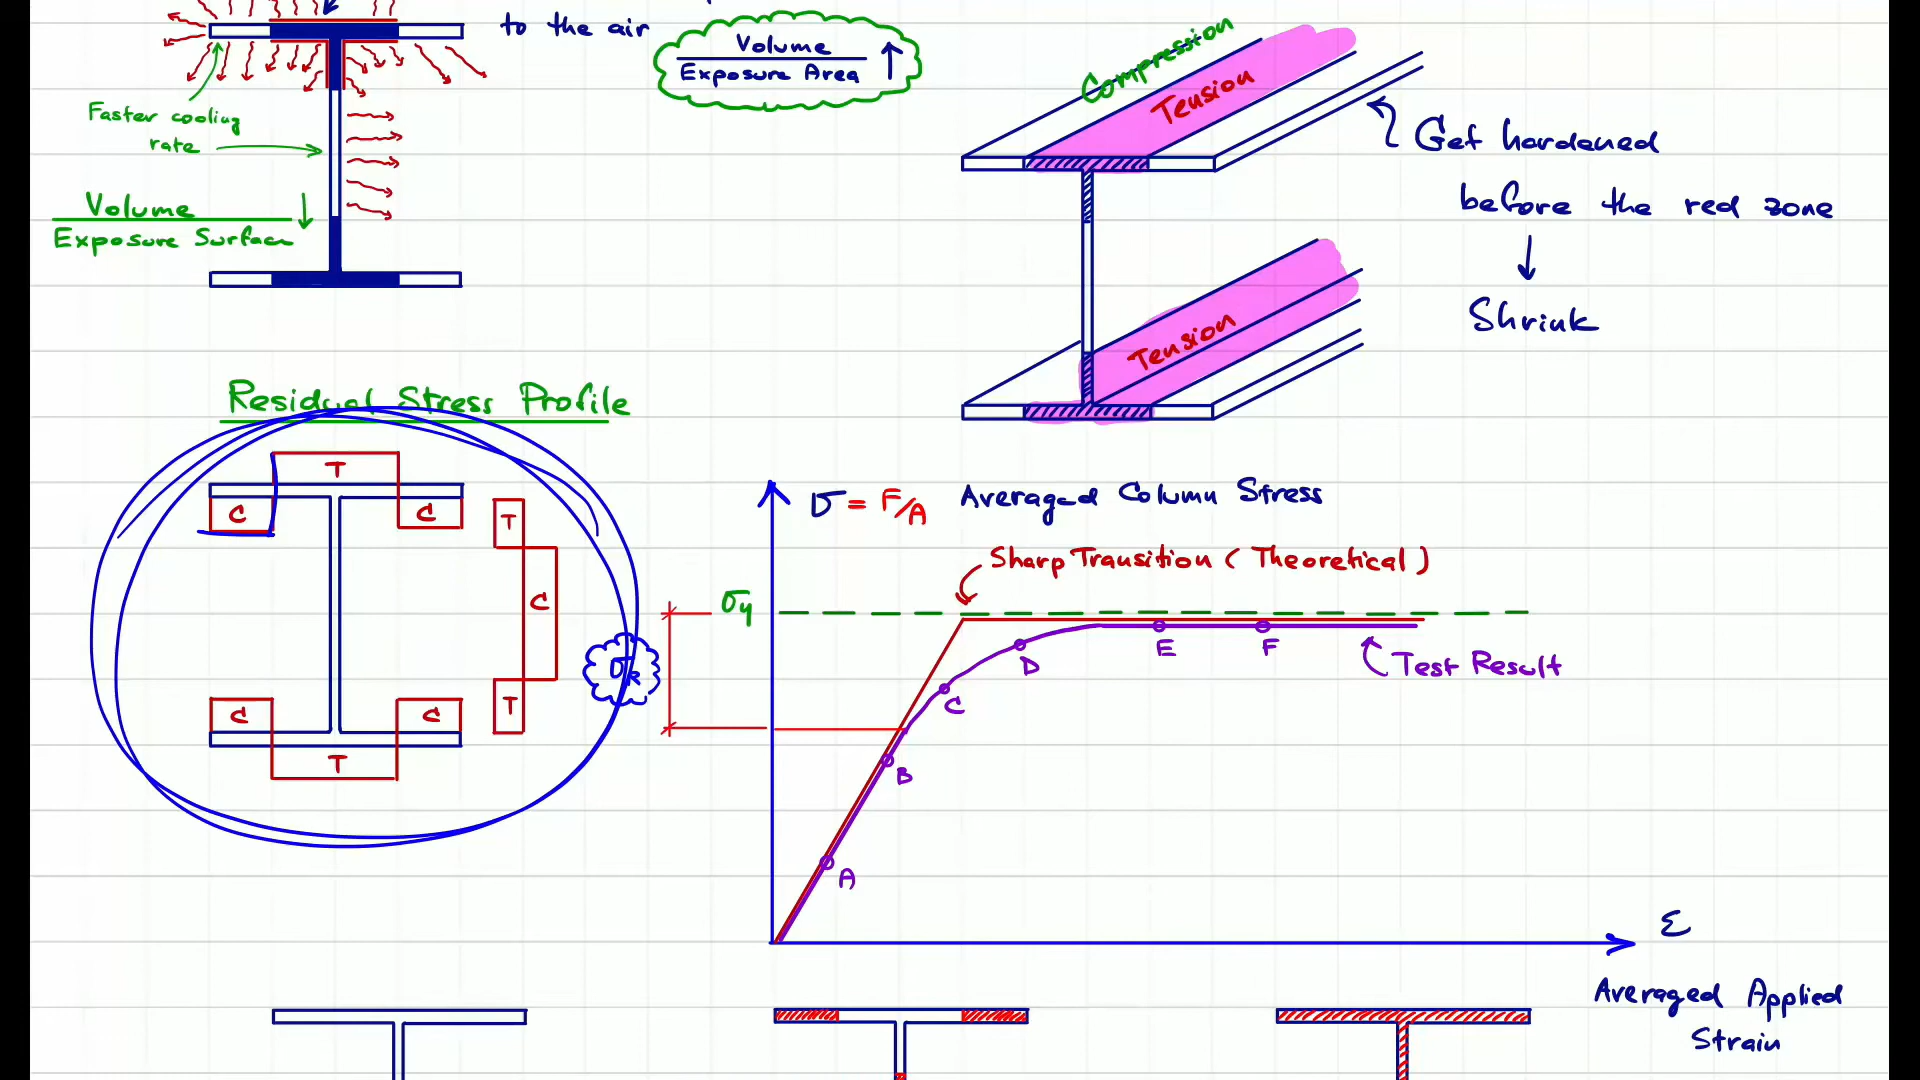 to the air
Volume
Exposure Area
Faster cooling
rate
Volume
Exposure Surface
Compression
Tension
Get hardened
before the red zone
Shrink
Tension
Residual Stress Profile
T
C
C
T
C
T
C
C
T
σ = F/A Averaged Column Stress
Sharp Transition (Theoretical)
σy
σR
A
B
C
D
E
F
Test Result
ε
Averaged Applied
Strain